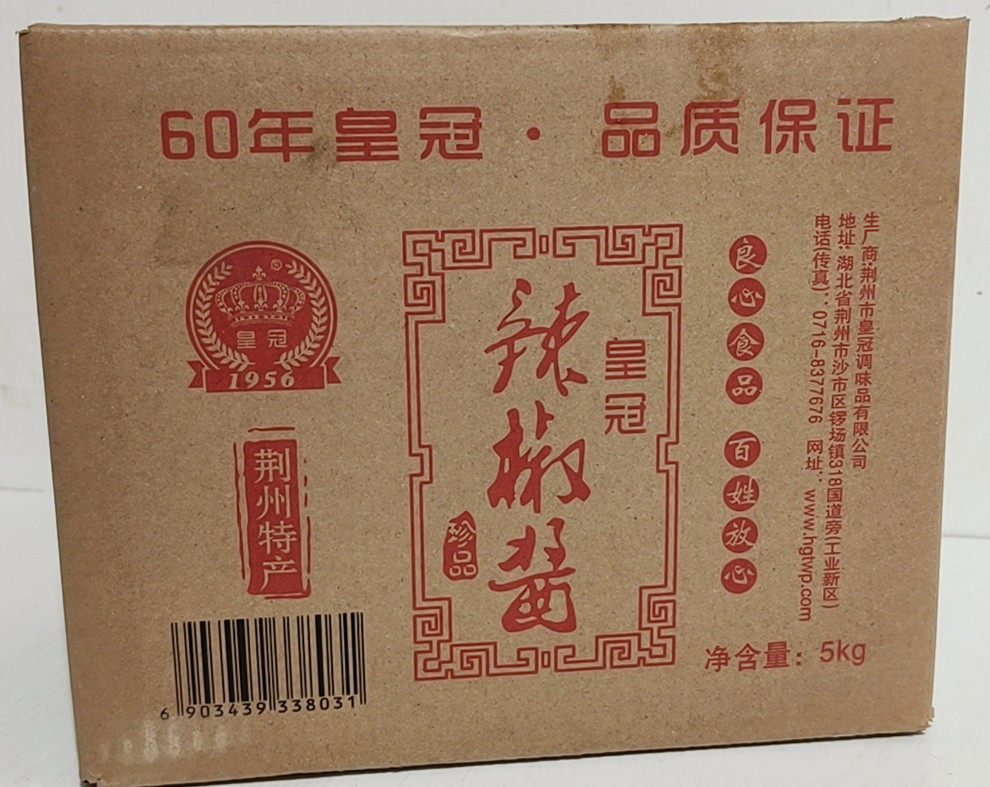 60年皇冠·品质保证
®
皇冠
1956
荆州特产
6 903439 338031
皇冠
辣椒酱
珍品
良心食品 百姓放心
生厂商:荆州市皇冠调味品有限公司
地址:湖北省荆州市沙市区锣场镇318国道旁(工业新区)
电话(传真):0716-8377676 网址:www.hgtwp.com
净含量:5kg